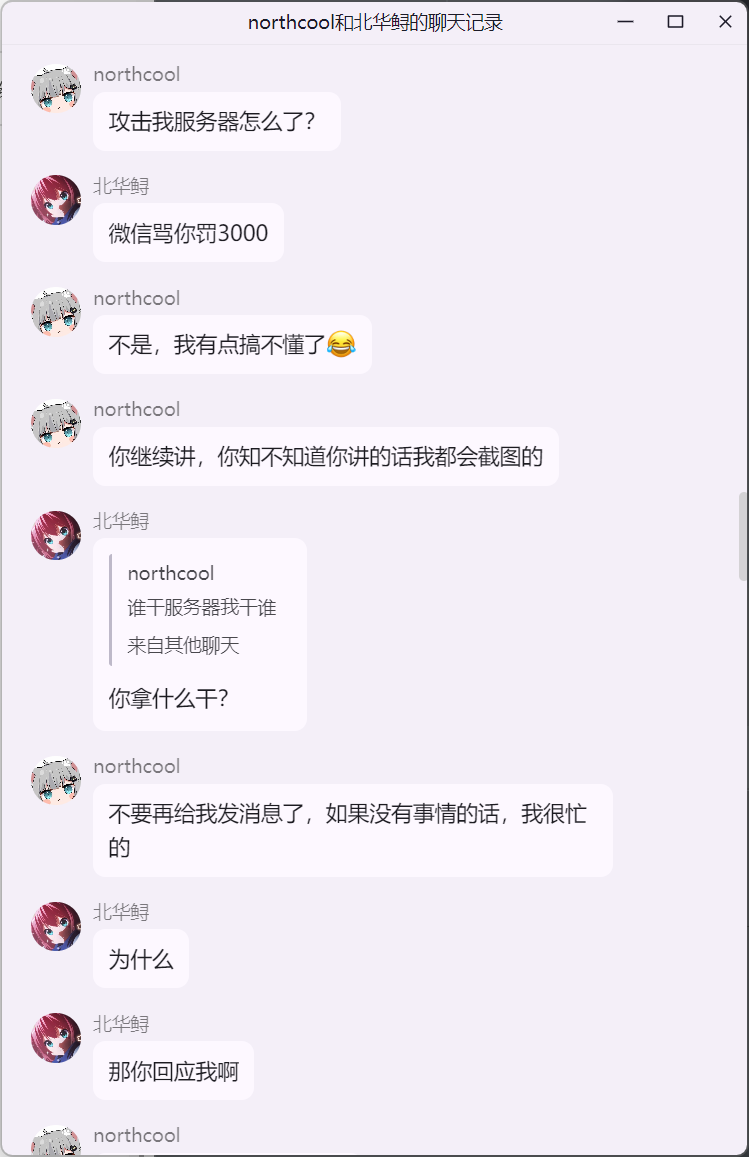 northcool和北华鲟的聊天记录
northcool
攻击我服务器怎么了？
北华鲟
微信骂你罚3000
northcool
不是，我有点搞不懂了😂
northcool
你继续讲，你知不知道你讲的话我都会截图的
北华鲟
northcool
谁干服务器我干谁
来自其他聊天
你拿什么干？
northcool
不要再给我发消息了，如果没有事情的话，我很忙
的
北华鲟
为什么
北华鲟
那你回应我啊
northcool